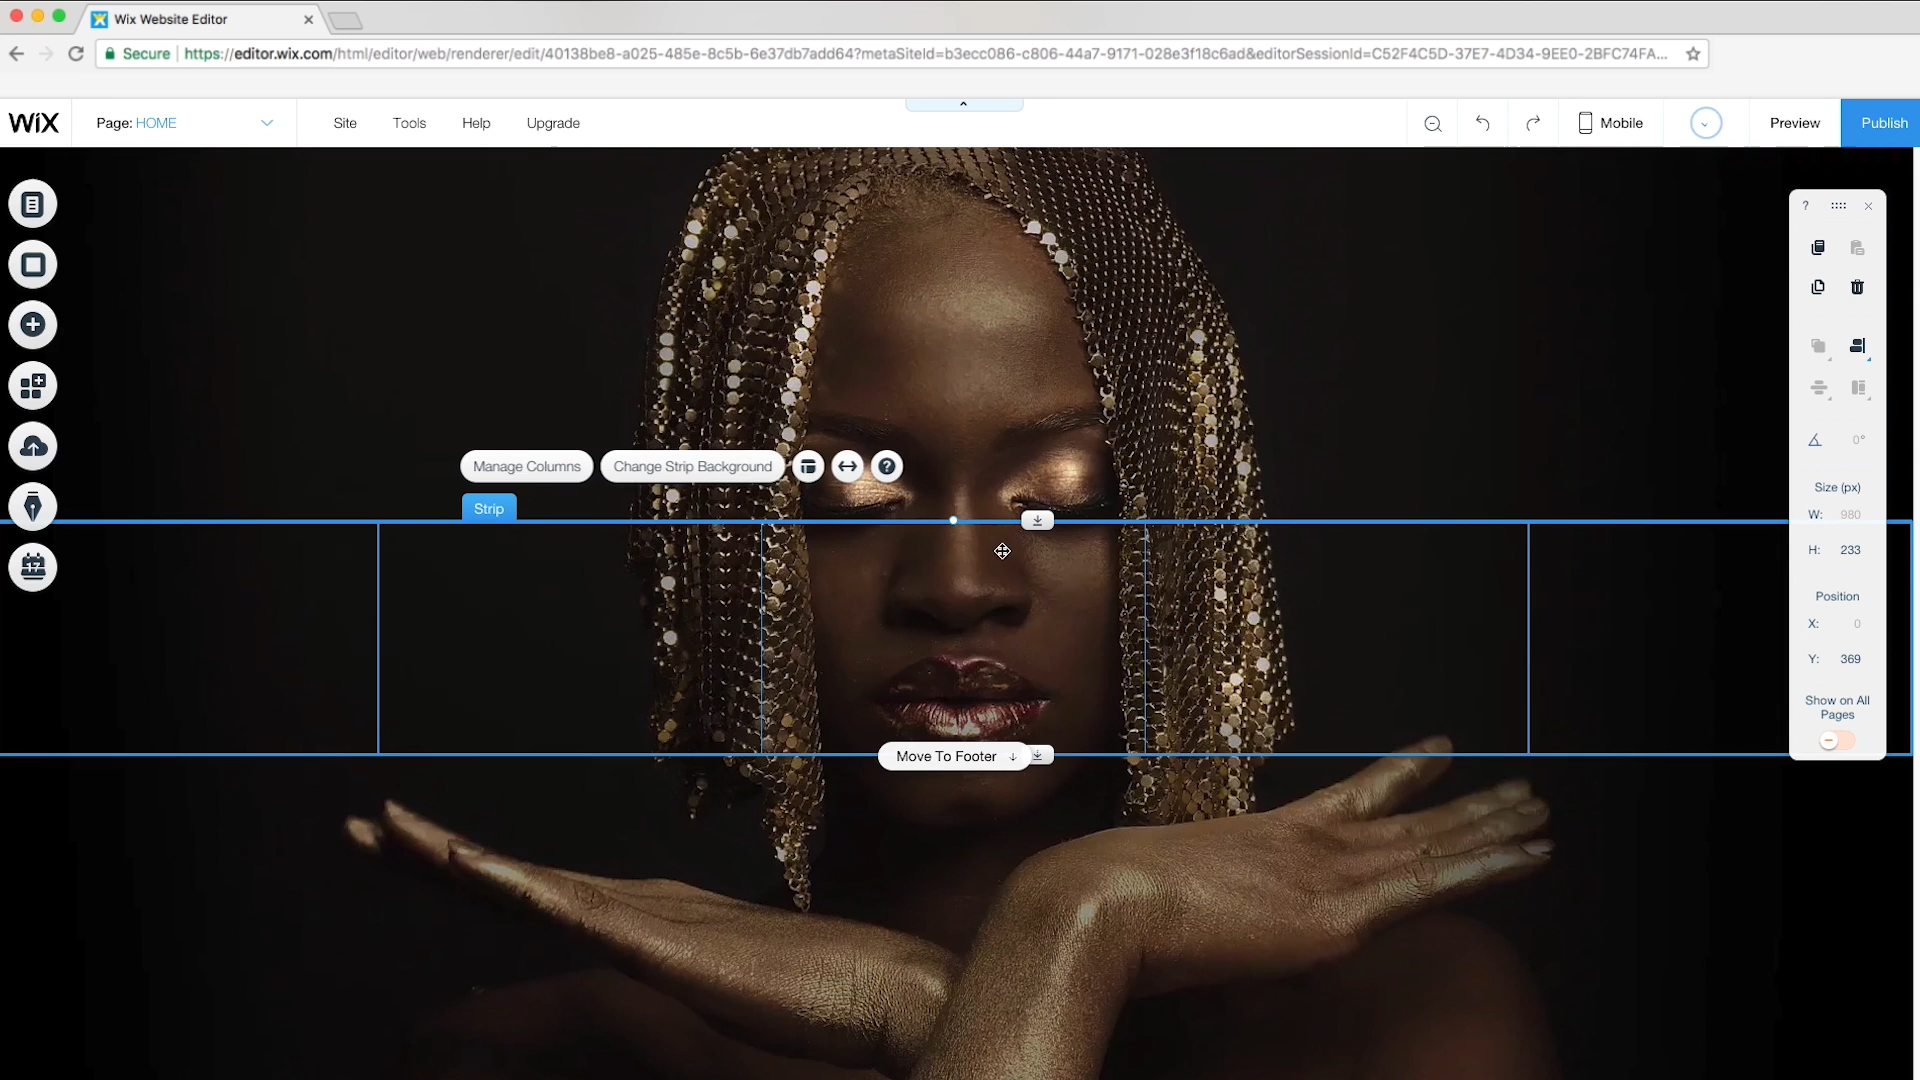 Wix Website Editor
Secure https://editor.wix.com/html/editor/web/renderer/edit/40138be8-a025-485e-8c5b-6e37db7add64?metaSiteId=b3ecc086-c806-44a7-9171-028e3f18c6ad&editorSessionId=C52F4C5D-37E7-4D34-9EE0-2BFC74FA...
WiX Page: HOME Site Tools Help Upgrade Mobile Preview Publish
?
0°
Manage Columns Change Strip Background ?
Size (px)
Strip
W: 980
H: 233
17
Position
X: 0
Y: 369
Show on All
Pages
Move To Footer